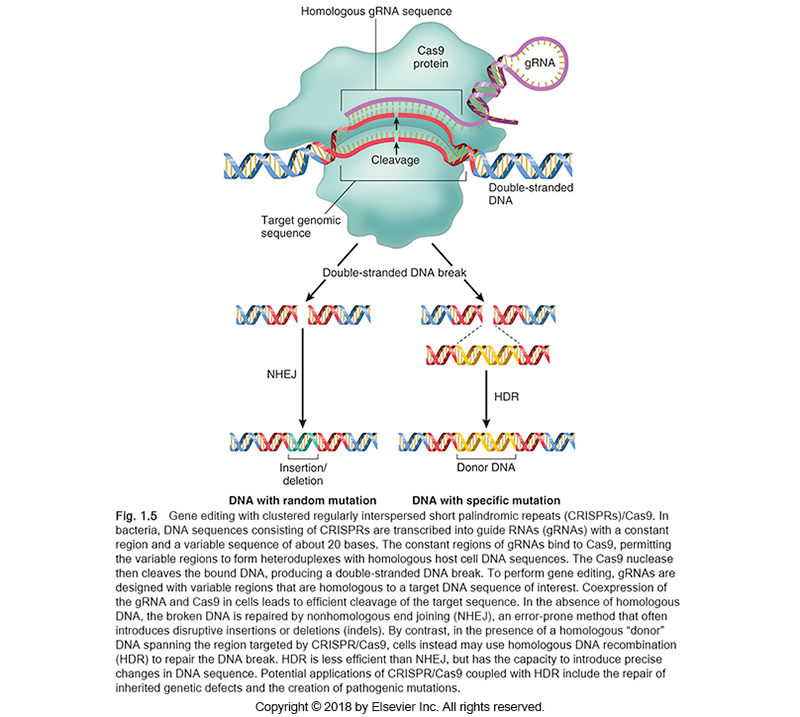 Homologous gRNA sequence
Cas9
protein
gRNA
Cleavage
Double-stranded
DNA
Target genomic
sequence
Double-stranded DNA break
NHEJ
HDR
Insertion/
deletion
Donor DNA
DNA with random mutation
DNA with specific mutation
Fig. 1.5 Gene editing with clustered regularly interspersed short palindromic repeats (CRISPRs)/Cas9. In
bacteria, DNA sequences consisting of CRISPRs are transcribed into guide RNAs (gRNAs) with a constant
region and a variable sequence of about 20 bases. The constant regions of gRNAs bind to Cas9, permitting
the variable regions to form heteroduplexes with homologous host cell DNA sequences. The Cas9 nuclease
then cleaves the bound DNA, producing a double-stranded DNA break. To perform gene editing, gRNAs are
designed with variable regions that are homologous to a target DNA sequence of interest. Coexpression of
the gRNA and Cas9 in cells leads to efficient cleavage of the target sequence. In the absence of homologous
DNA, the broken DNA is repaired by nonhomologous end joining (NHEJ), an error-prone method that often
introduces disruptive insertions or deletions (indels). By contrast, in the presence of a homologous “donor”
DNA spanning the region targeted by CRISPR/Cas9, cells instead may use homologous DNA recombination
(HDR) to repair the DNA break. HDR is less efficient than NHEJ, but has the capacity to introduce precise
changes in DNA sequence. Potential applications of CRISPR/Cas9 coupled with HDR include the repair of
inherited genetic defects and the creation of pathogenic mutations.
Copyright © 2018 by Elsevier Inc. All rights reserved.